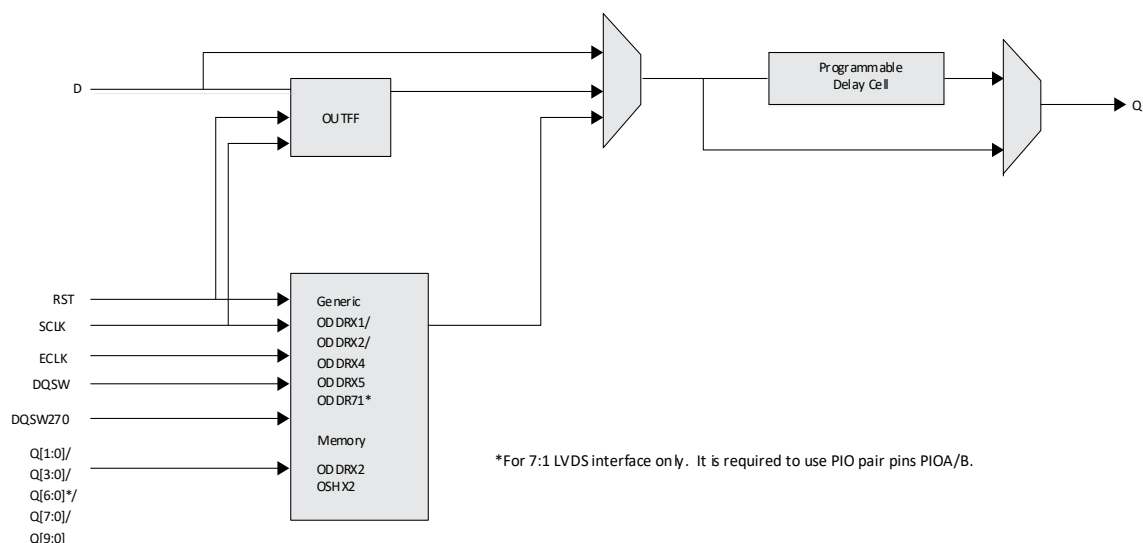 D
OUTFF
Programmable
Delay Cell
Q
RST
SCLK
ECLK
DQSW
DQSW270
Q[1:0]/
Q[3:0]/
Q[6:0]*/
Q[7:0]/
Q[9:0]
Generic
ODDRX1/
ODDRX2/
ODDRX4
ODDRX5
ODDR71*
Memory
ODDRX2
OSHX2
*For 7:1 LVDS interface only. It is required to use PIO pair pins PIOA/B.